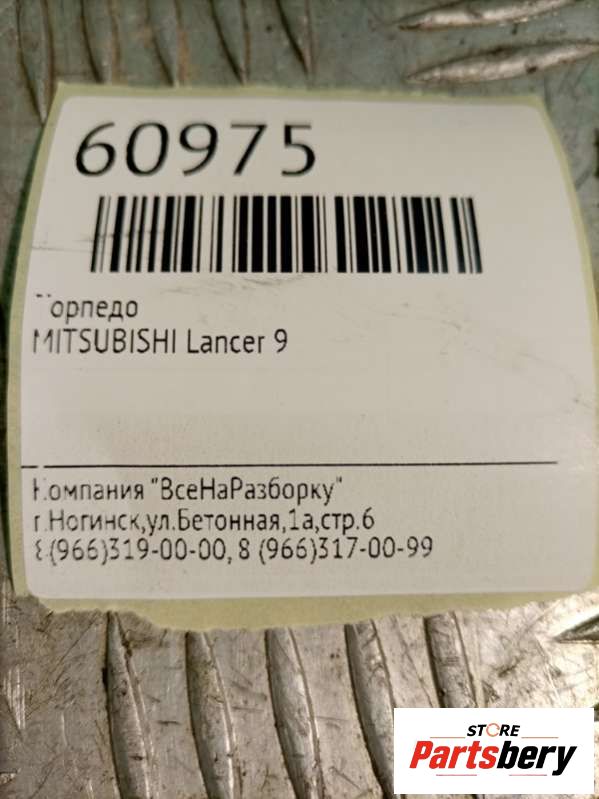 60975
Торпедо
MITSUBISHI Lancer 9
Компания "ВсеНаРазборку"
г.Ногинск,ул.Бетонная,1а,стр.6
8(966)319-00-00, 8 (966)317-00-99
STORE
Partsbery